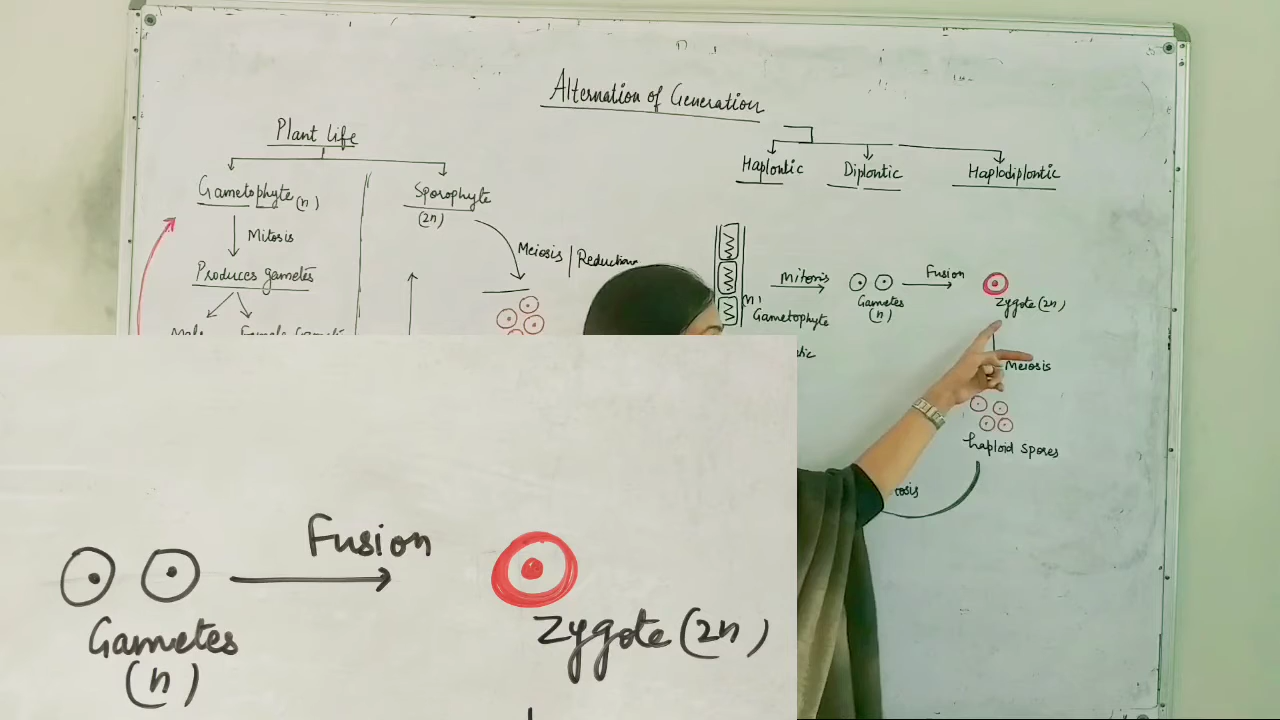 Alternation of Generation
Plant life
Gametophyte (n)
Mitosis
Produces gametes
Sporophyte
(2n)
Meiosis | Reduction
Haplontic
Diplontic
Haplodiplontic
Mitosis
Gametes
(n)
Fusion
Zygote (2n)
Gametophyte
Meiosis
haploid spores
Fusion
Gametes
(n)
Zygote (2n)